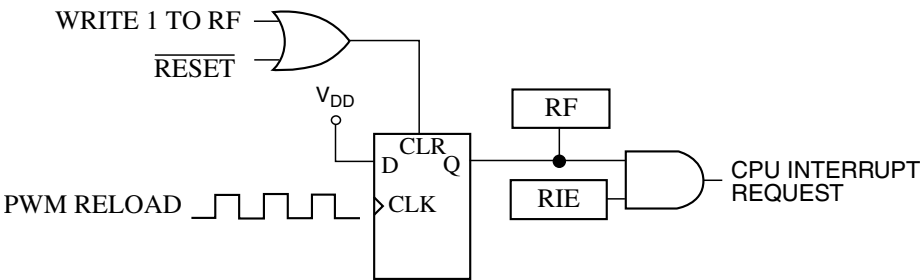 WRITE 1 TO RF
RESET
VDD
RF
D
CLR
Q
CPU INTERRUPT
REQUEST
PWM RELOAD
CLK
RIE